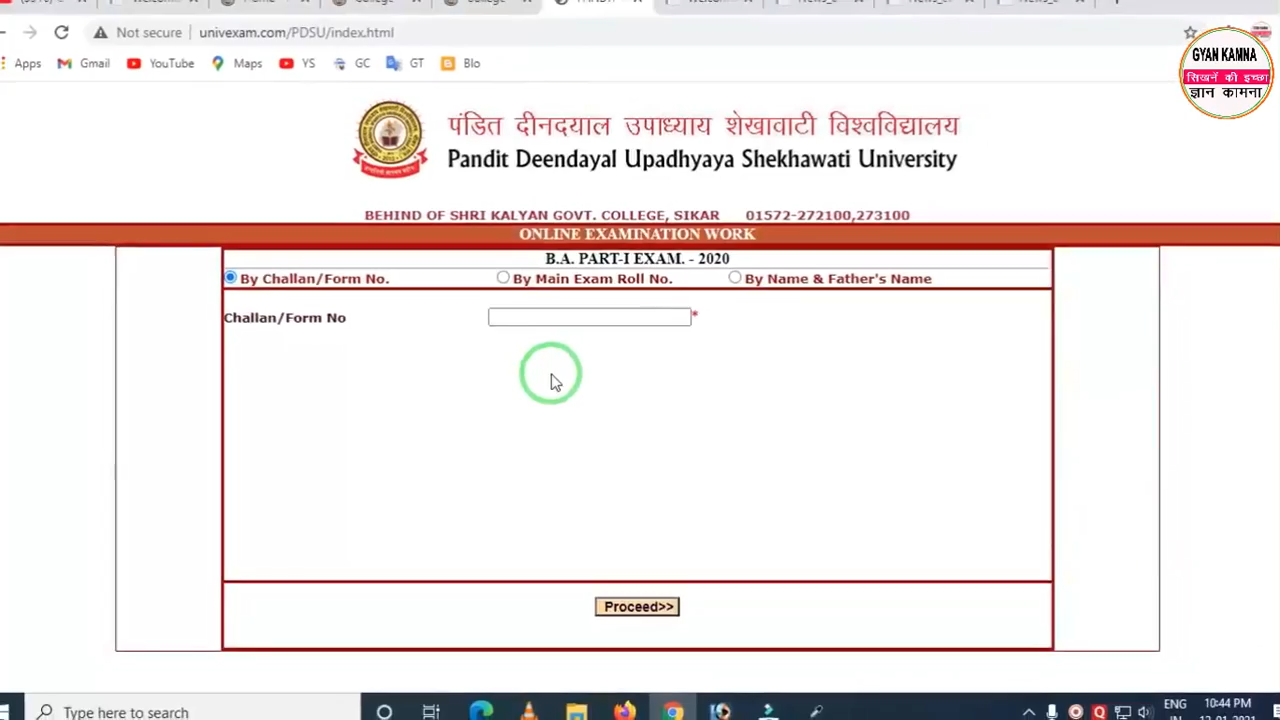 Not secure univexam.com/PDSU/index.html
Apps Gmail YouTube Maps YS GC GT Blo
GYAN KAMNA
सिखनें की इच्छा
ज्ञान कामना
पंडित दीनदयाल उपाध्याय शेखावाटी विश्वविद्यालय
Pandit Deendayal Upadhyaya Shekhawati University
BEHIND OF SHRI KALYAN GOVT. COLLEGE, SIKAR 01572-272100,273100
ONLINE EXAMINATION WORK
B.A. PART-I EXAM. - 2020
By Challan/Form No. By Main Exam Roll No. By Name & Father's Name
Challan/Form No *
Proceed>>
Type here to search
ENG 10:44 PM